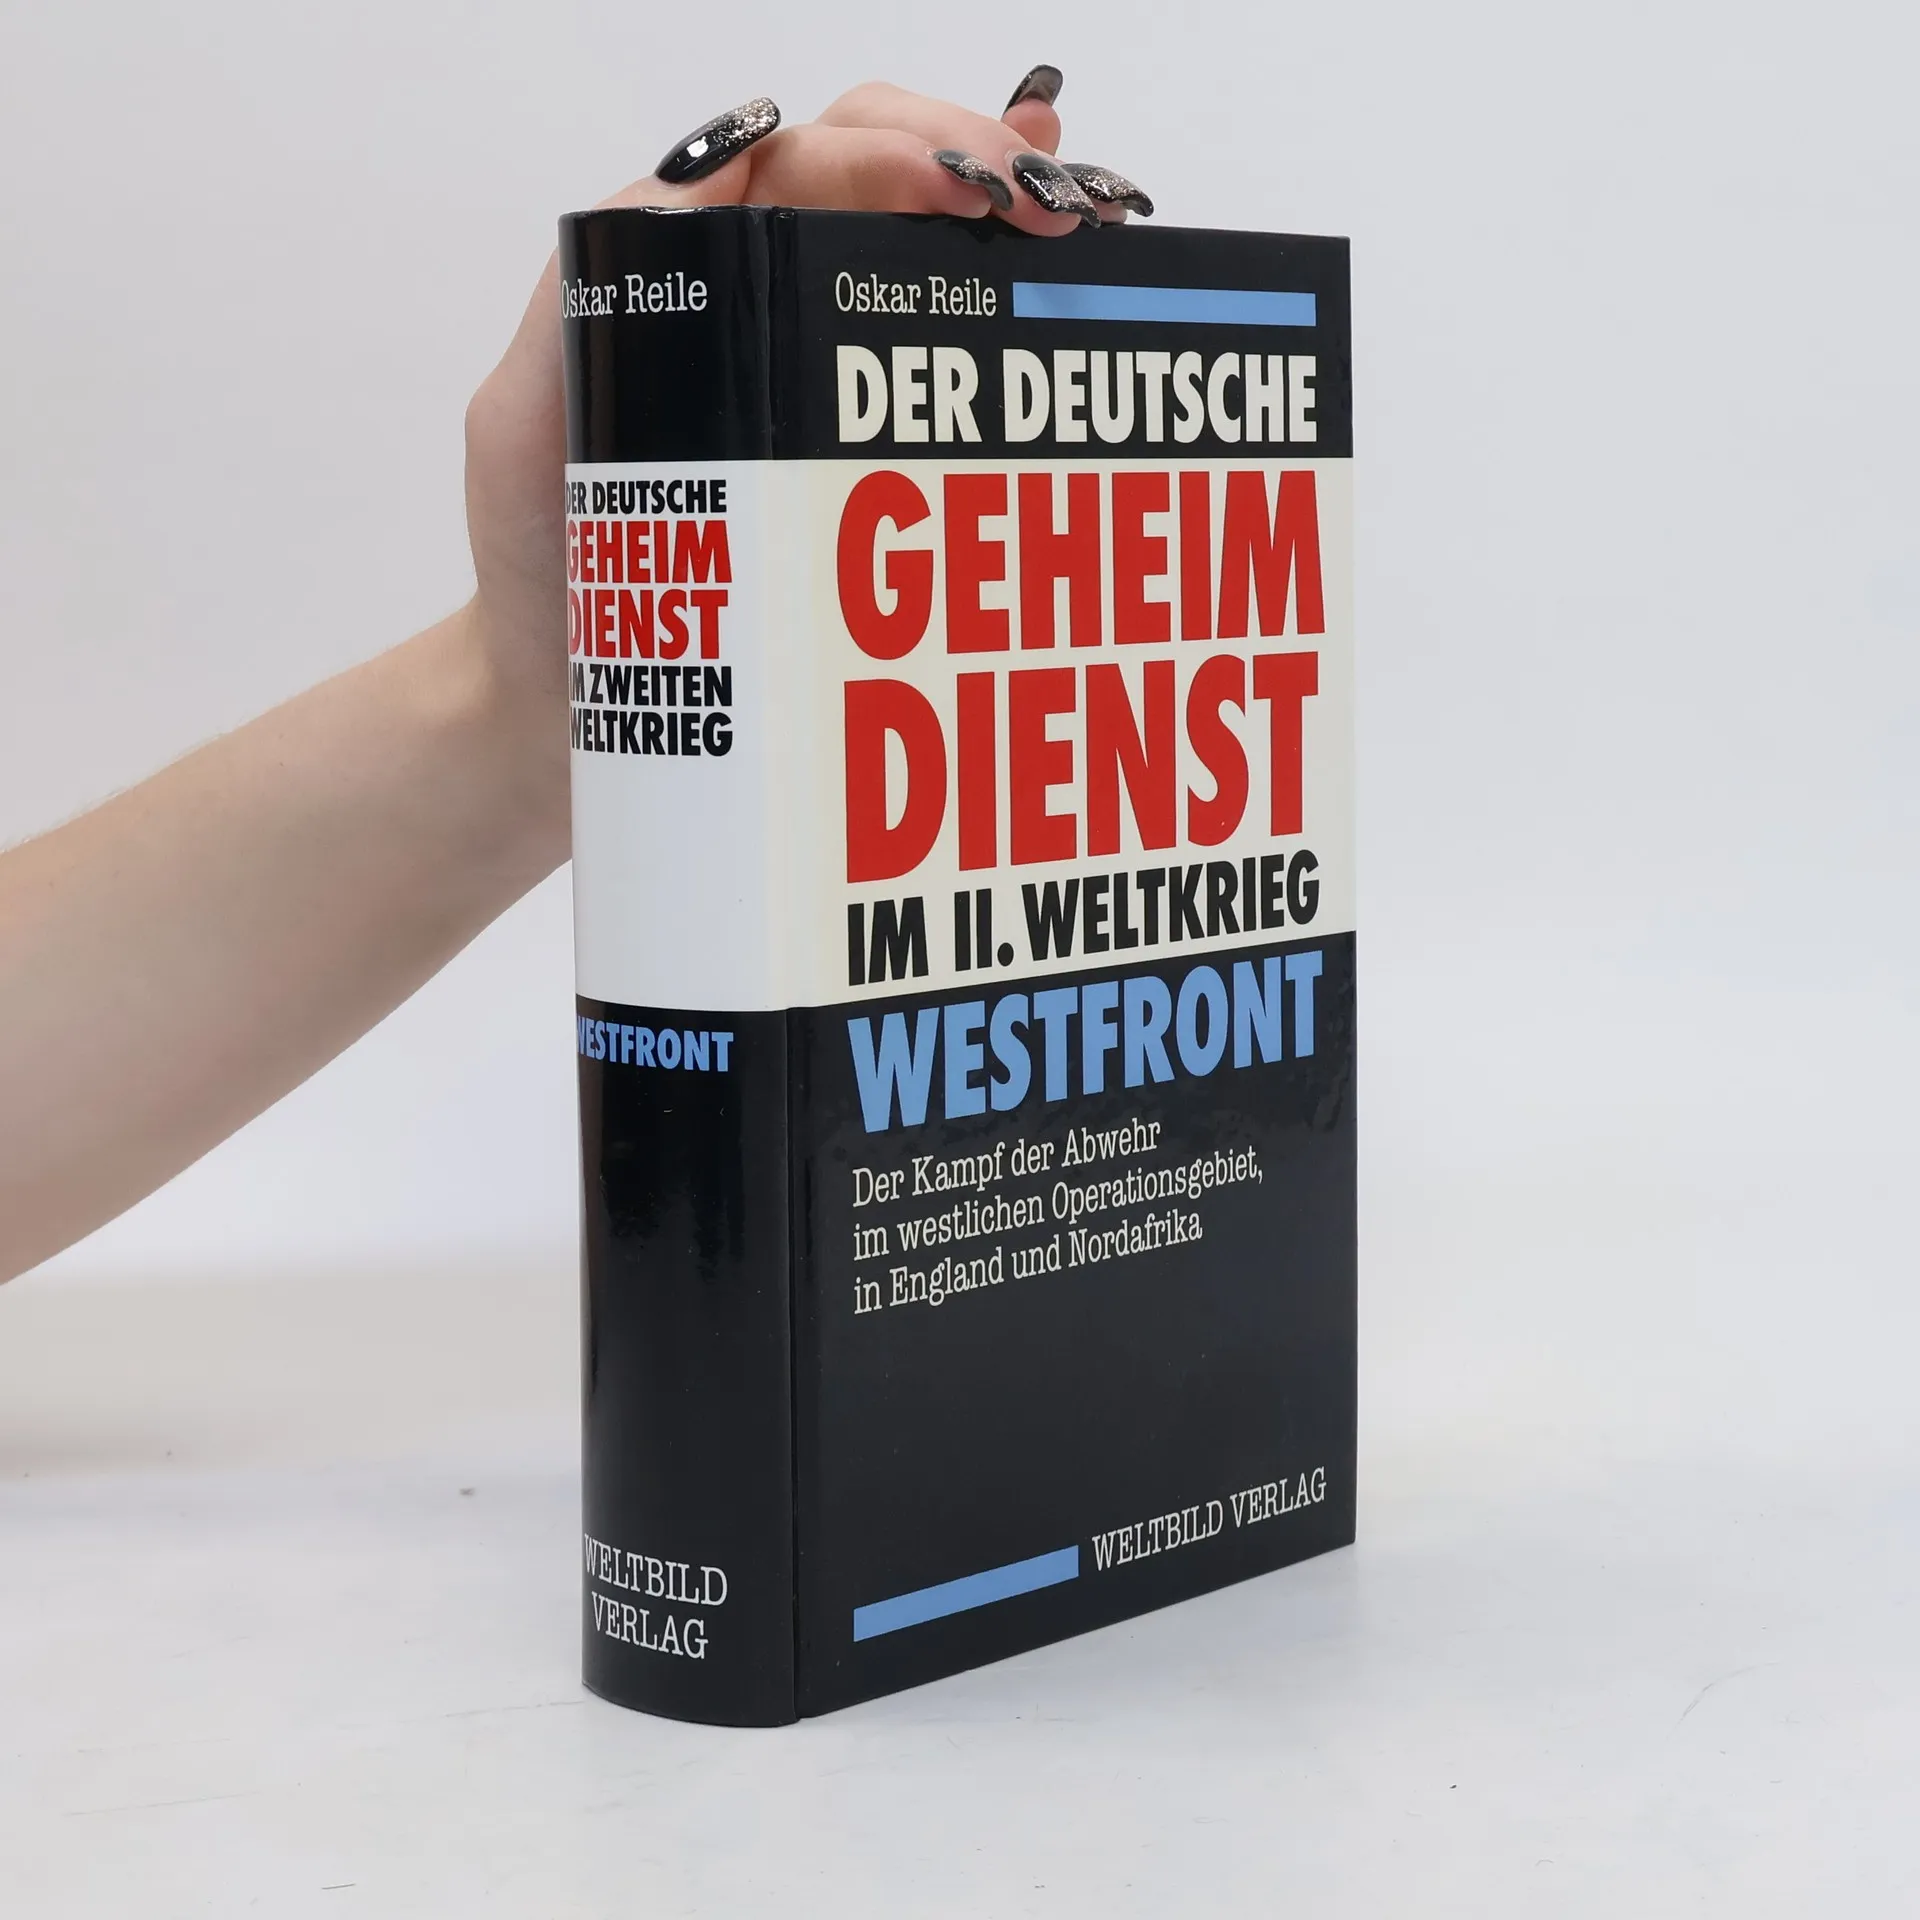 Oskar Reile
DER DEUTSCHE
GEHEIM
DIENST
IM ZWEITEN
WELTKRIEG
WESTFRONT
WELTBILD
VERLAG
Oskar Reile
DER DEUTSCHE
GEHEIM
DIENST
IM II. WELTKRIEG
WESTFRONT
Der Kampf der Abwehr
im westlichen Operationsgebiet,
in England und Nordafrika
WELTBILD VERLAG